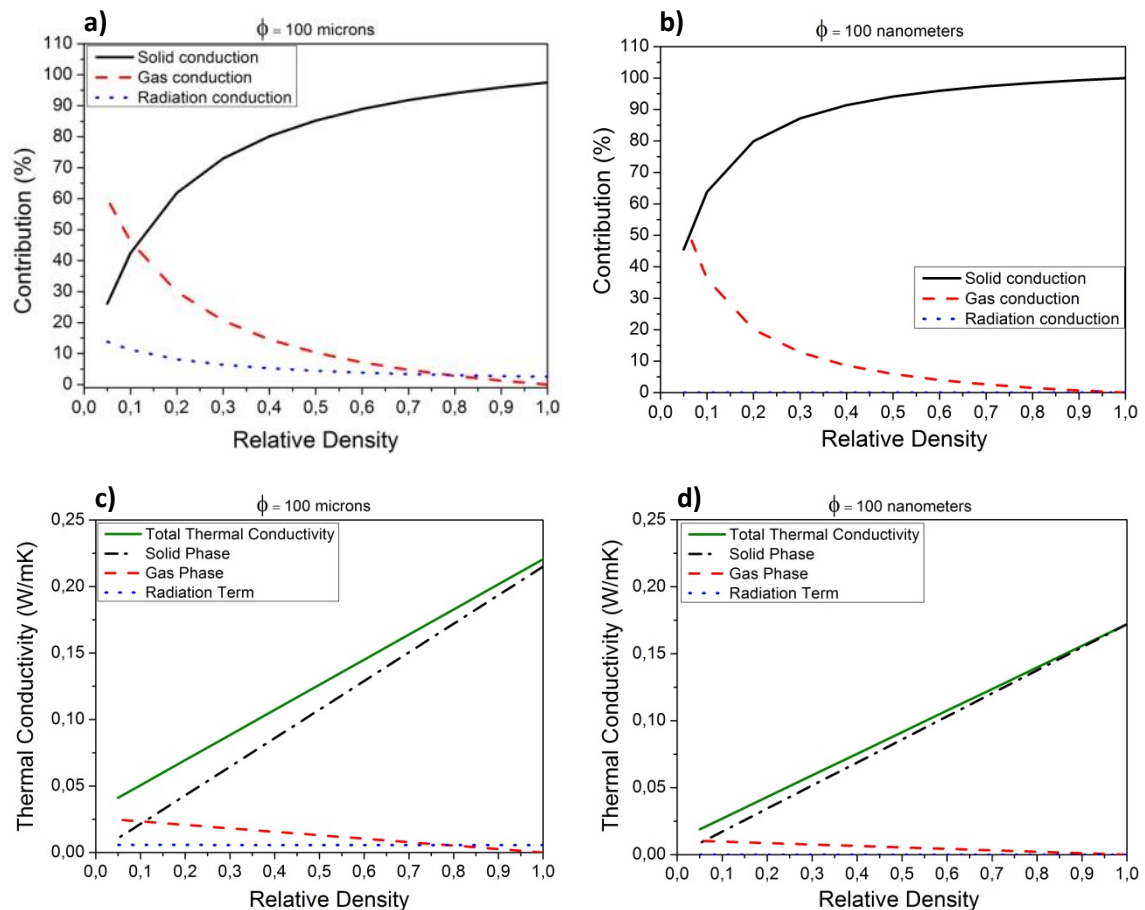 a)
ϕ = 100 microns
Contribution (%)
110
100
90
80
70
60
50
40
30
20
10
0
Solid conduction
Gas conduction
Radiation conduction
0,0 0,1 0,2 0,3 0,4 0,5 0,6 0,7 0,8 0,9 1,0
Relative Density
b)
ϕ = 100 nanometers
Contribution (%)
110
100
90
80
70
60
50
40
30
20
10
0
Solid conduction
Gas conduction
Radiation conduction
0,0 0,1 0,2 0,3 0,4 0,5 0,6 0,7 0,8 0,9 1,0
Relative Density
c)
ϕ = 100 microns
Thermal Conductivity (W/mK)
0,25
0,20
0,15
0,10
0,05
0,00
Total Thermal Conductivity
Solid Phase
Gas Phase
Radiation Term
0,0 0,1 0,2 0,3 0,4 0,5 0,6 0,7 0,8 0,9 1,0
Relative Density
d)
ϕ = 100 nanometers
Thermal Conductivity (W/mK)
0,25
0,20
0,15
0,10
0,05
0,00
Total Thermal Conductivity
Solid Phase
Gas Phase
Radiation Term
0,0 0,1 0,2 0,3 0,4 0,5 0,6 0,7 0,8 0,9 1,0
Relative Density